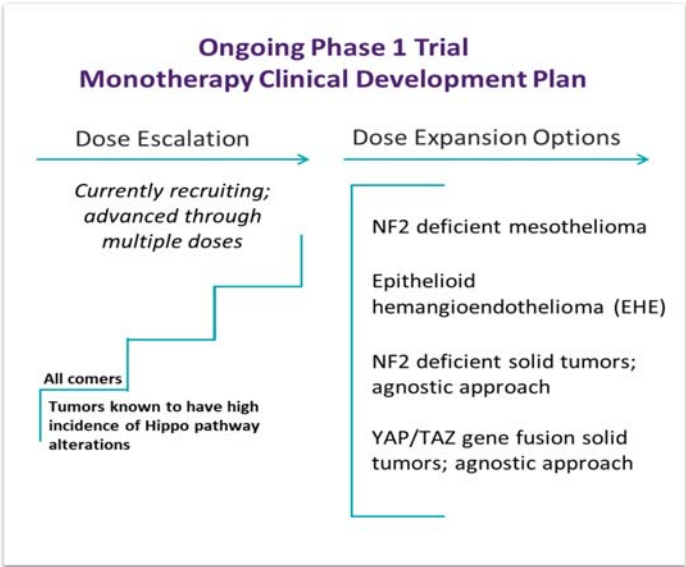 Ongoing Phase 1 Trial
Monotherapy Clinical Development Plan
Dose Escalation
Currently recruiting;
advanced through
multiple doses
All comers
Tumors known to have high
incidence of Hippo pathway
alterations
Dose Expansion Options
NF2 deficient mesothelioma
Epithelioid
hemangioendothelioma (EHE)
NF2 deficient solid tumors;
agnostic approach
YAP/TAZ gene fusion solid
tumors; agnostic approach